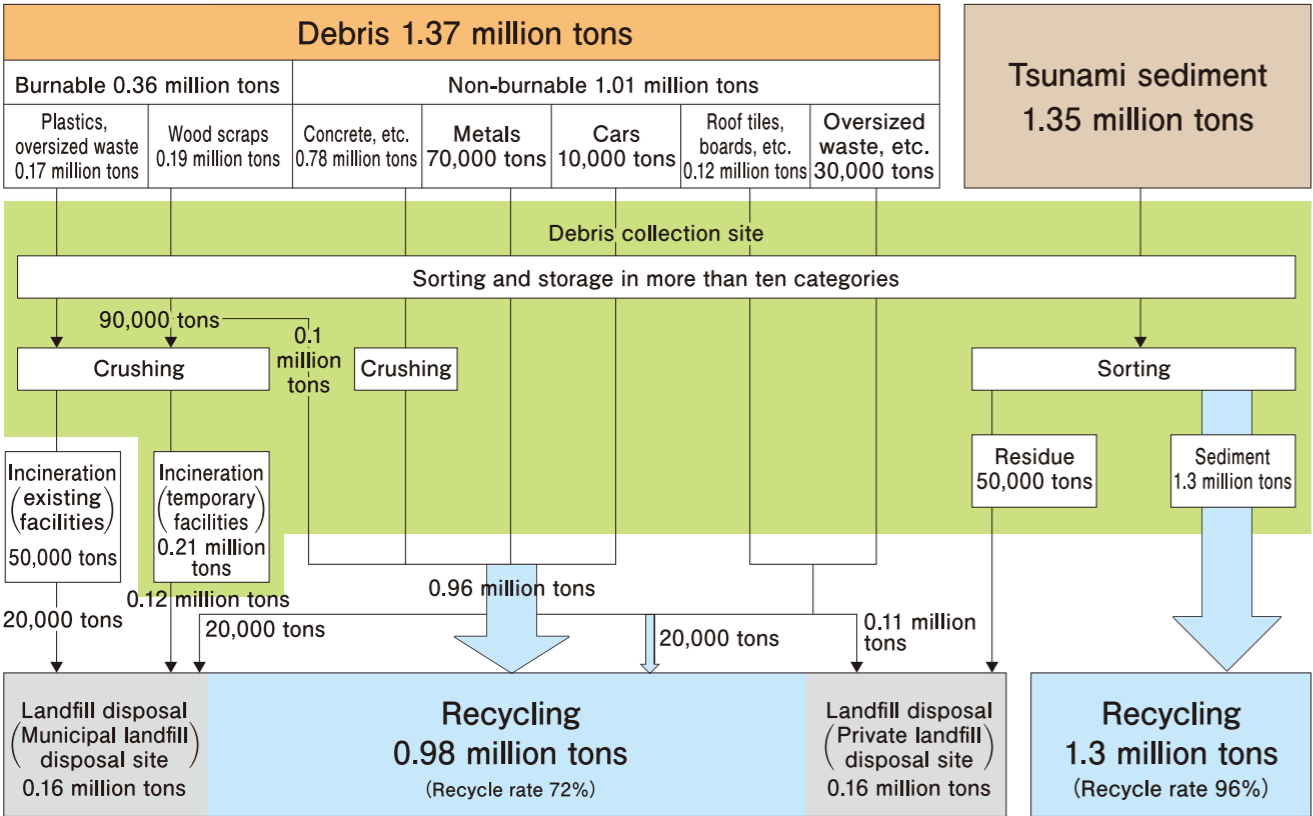 Debris 1.37 million tons
Tsunami sediment
1.35 million tons
Burnable 0.36 million tons
Non-burnable 1.01 million tons
Plastics,
oversized waste
0.17 million tons
Wood scraps
0.19 million tons
Concrete, etc.
0.78 million tons
Metals
70,000 tons
Cars
10,000 tons
Roof tiles,
boards, etc.
0.12 million tons
Oversized
waste, etc.
30,000 tons
Debris collection site
Sorting and storage in more than ten categories
90,000 tons
0.1
million
tons
Crushing
Crushing
Sorting
Incineration
(existing
facilities)
50,000 tons
Incineration
(temporary
facilities)
0.21 million
tons
Residue
50,000 tons
Sediment
1.3 million tons
20,000 tons
0.12 million tons
20,000 tons
0.96 million tons
20,000 tons
0.11 million
tons
Landfill disposal
(Municipal landfill
disposal site)
0.16 million tons
Recycling
0.98 million tons
(Recycle rate 72%)
Landfill disposal
(Private landfill
disposal site)
0.16 million tons
Recycling
1.3 million tons
(Recycle rate 96%)